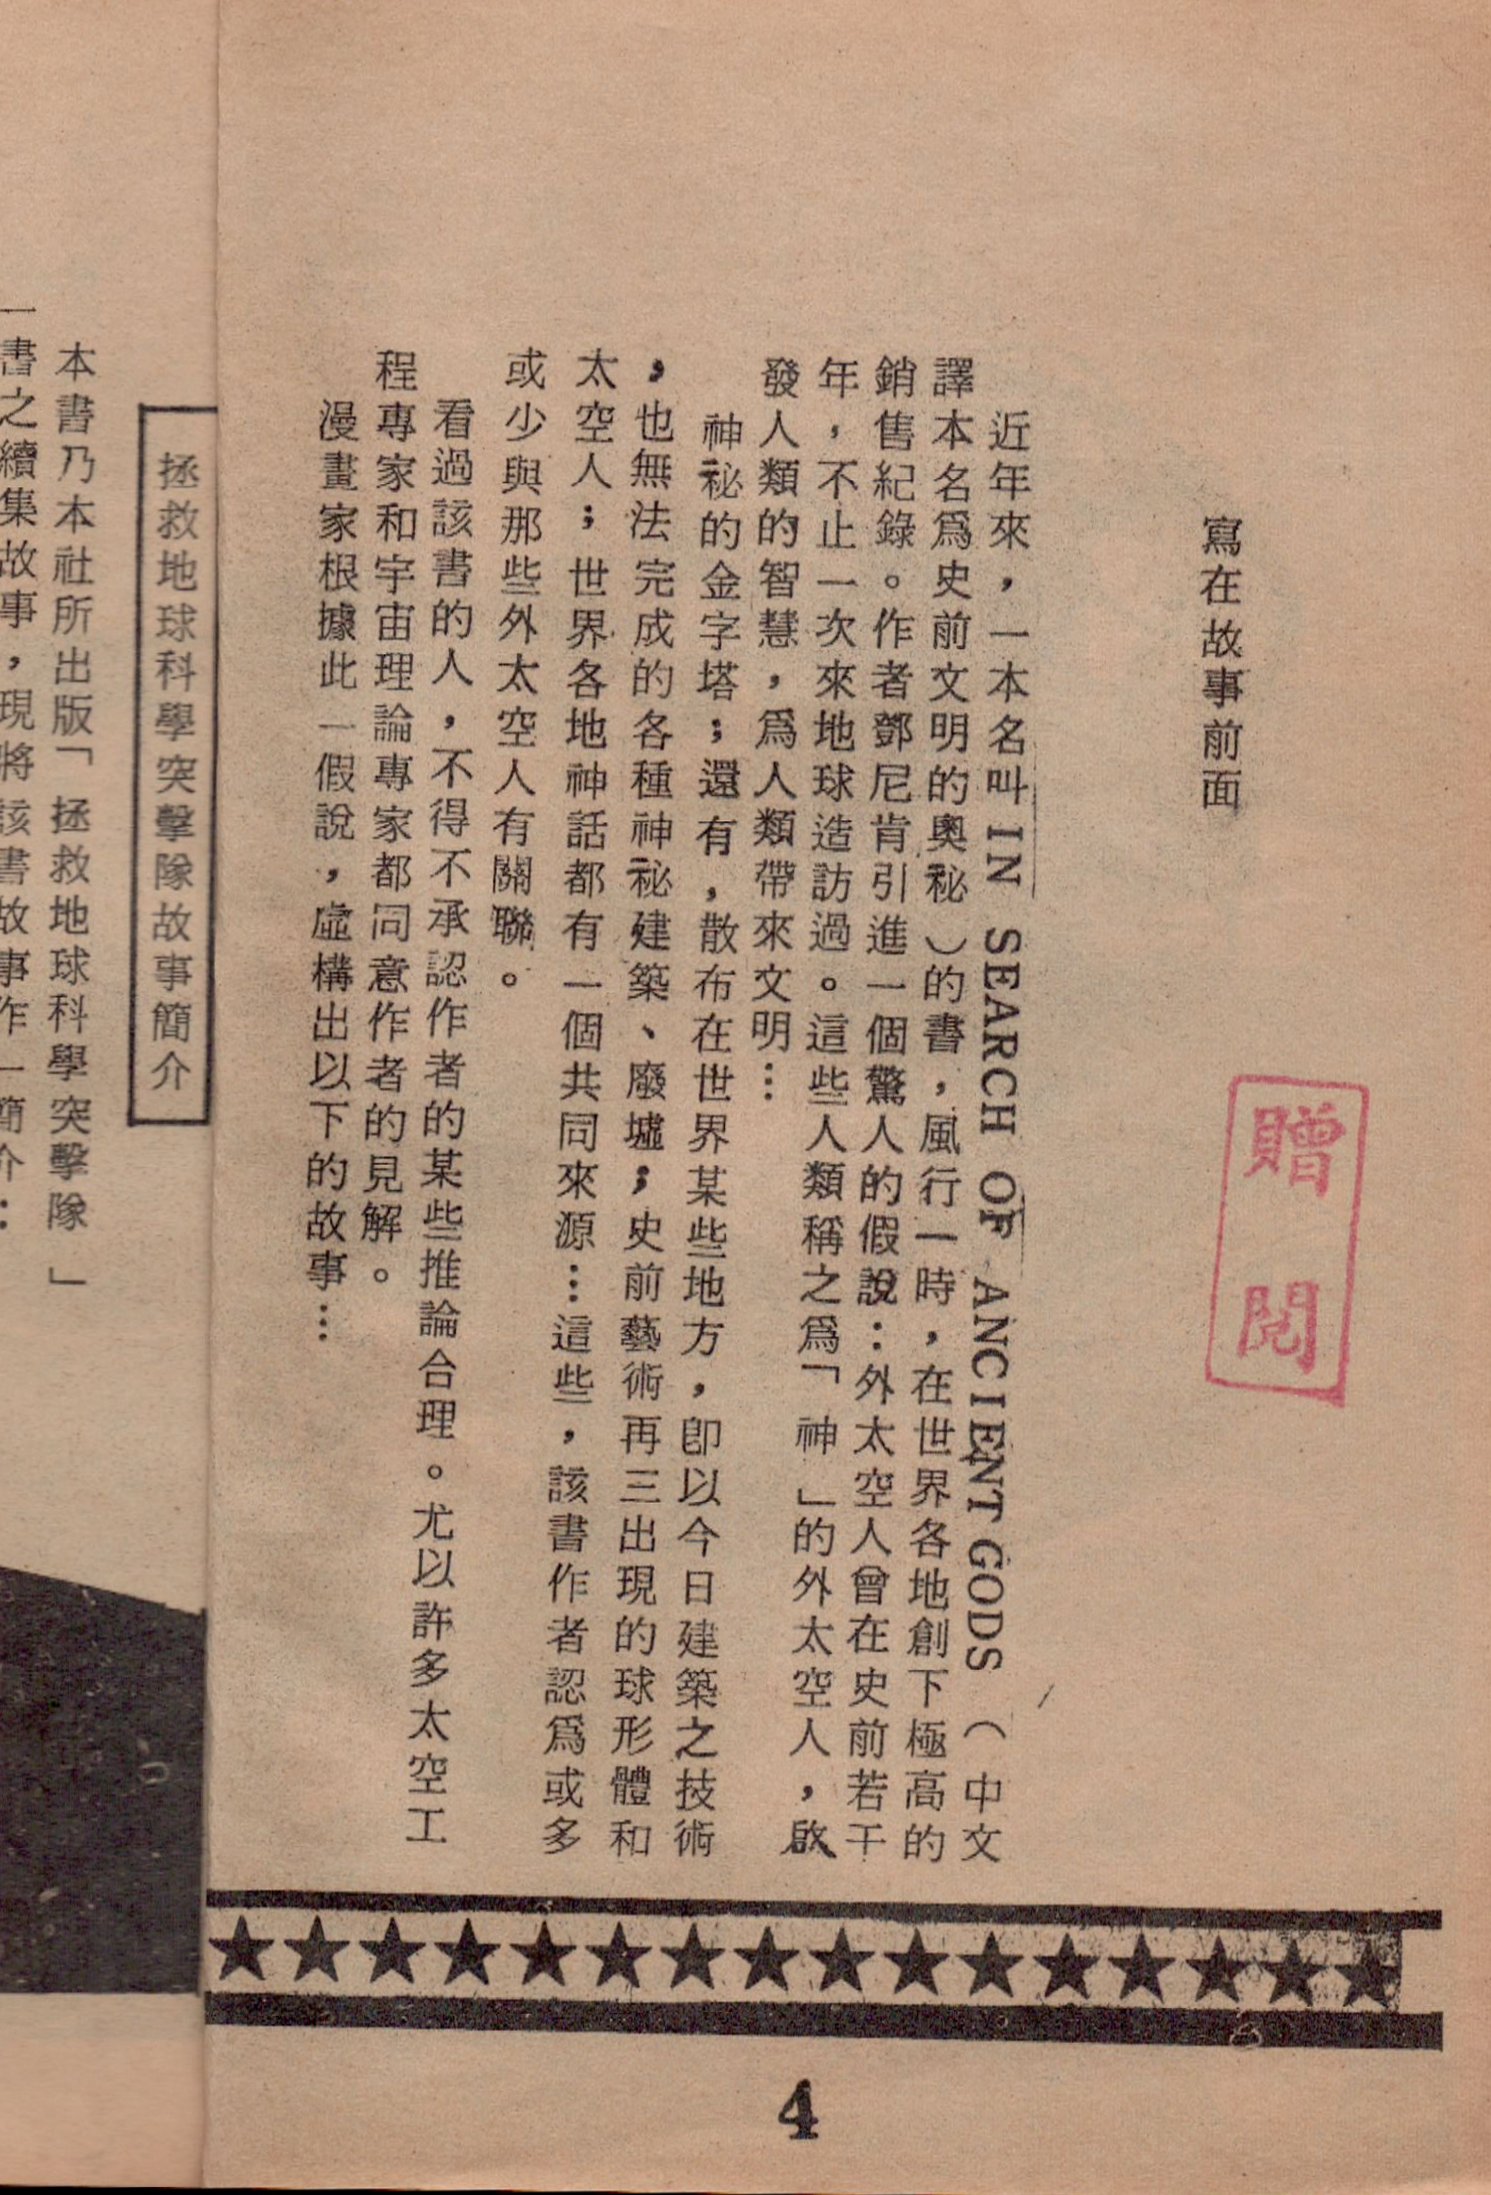 寫在故事前面
近年來，一本名叫 IN SEARCH OF ANCIENT GODS （中文
譯本名爲史前文明的奧秘）的書，風行一時，在世界各地創下極高的
銷售紀錄。作者鄧尼肯引進一個驚人的假說：外太空人曾在史前若干
年，不止一次來地球造訪過。這些人類稱之爲「神」的外太空人，啟
發人類的智慧，爲人類帶來文明…
神秘的金字塔；還有，散布在世界某些地方，卽以今日建築之技術
，也無法完成的各種神秘建築、廢墟；史前藝術再三出現的球形體和
太空人；世界各地神話都有一個共同來源…這些，該書作者認爲或多
或少與那些外太空人有關聯。
看過該書的人，不得不承認作者的某些推論合理。尤以許多太空工
程專家和宇宙理論專家都同意作者的見解。
漫畫家根據此一假說，虛構出以下的故事…
贈閱
4
拯救地球科學突擊隊故事簡介
本書乃本社所出版「拯救地球科學突擊隊」
一書之續集故事，現將該書故事作一簡介：